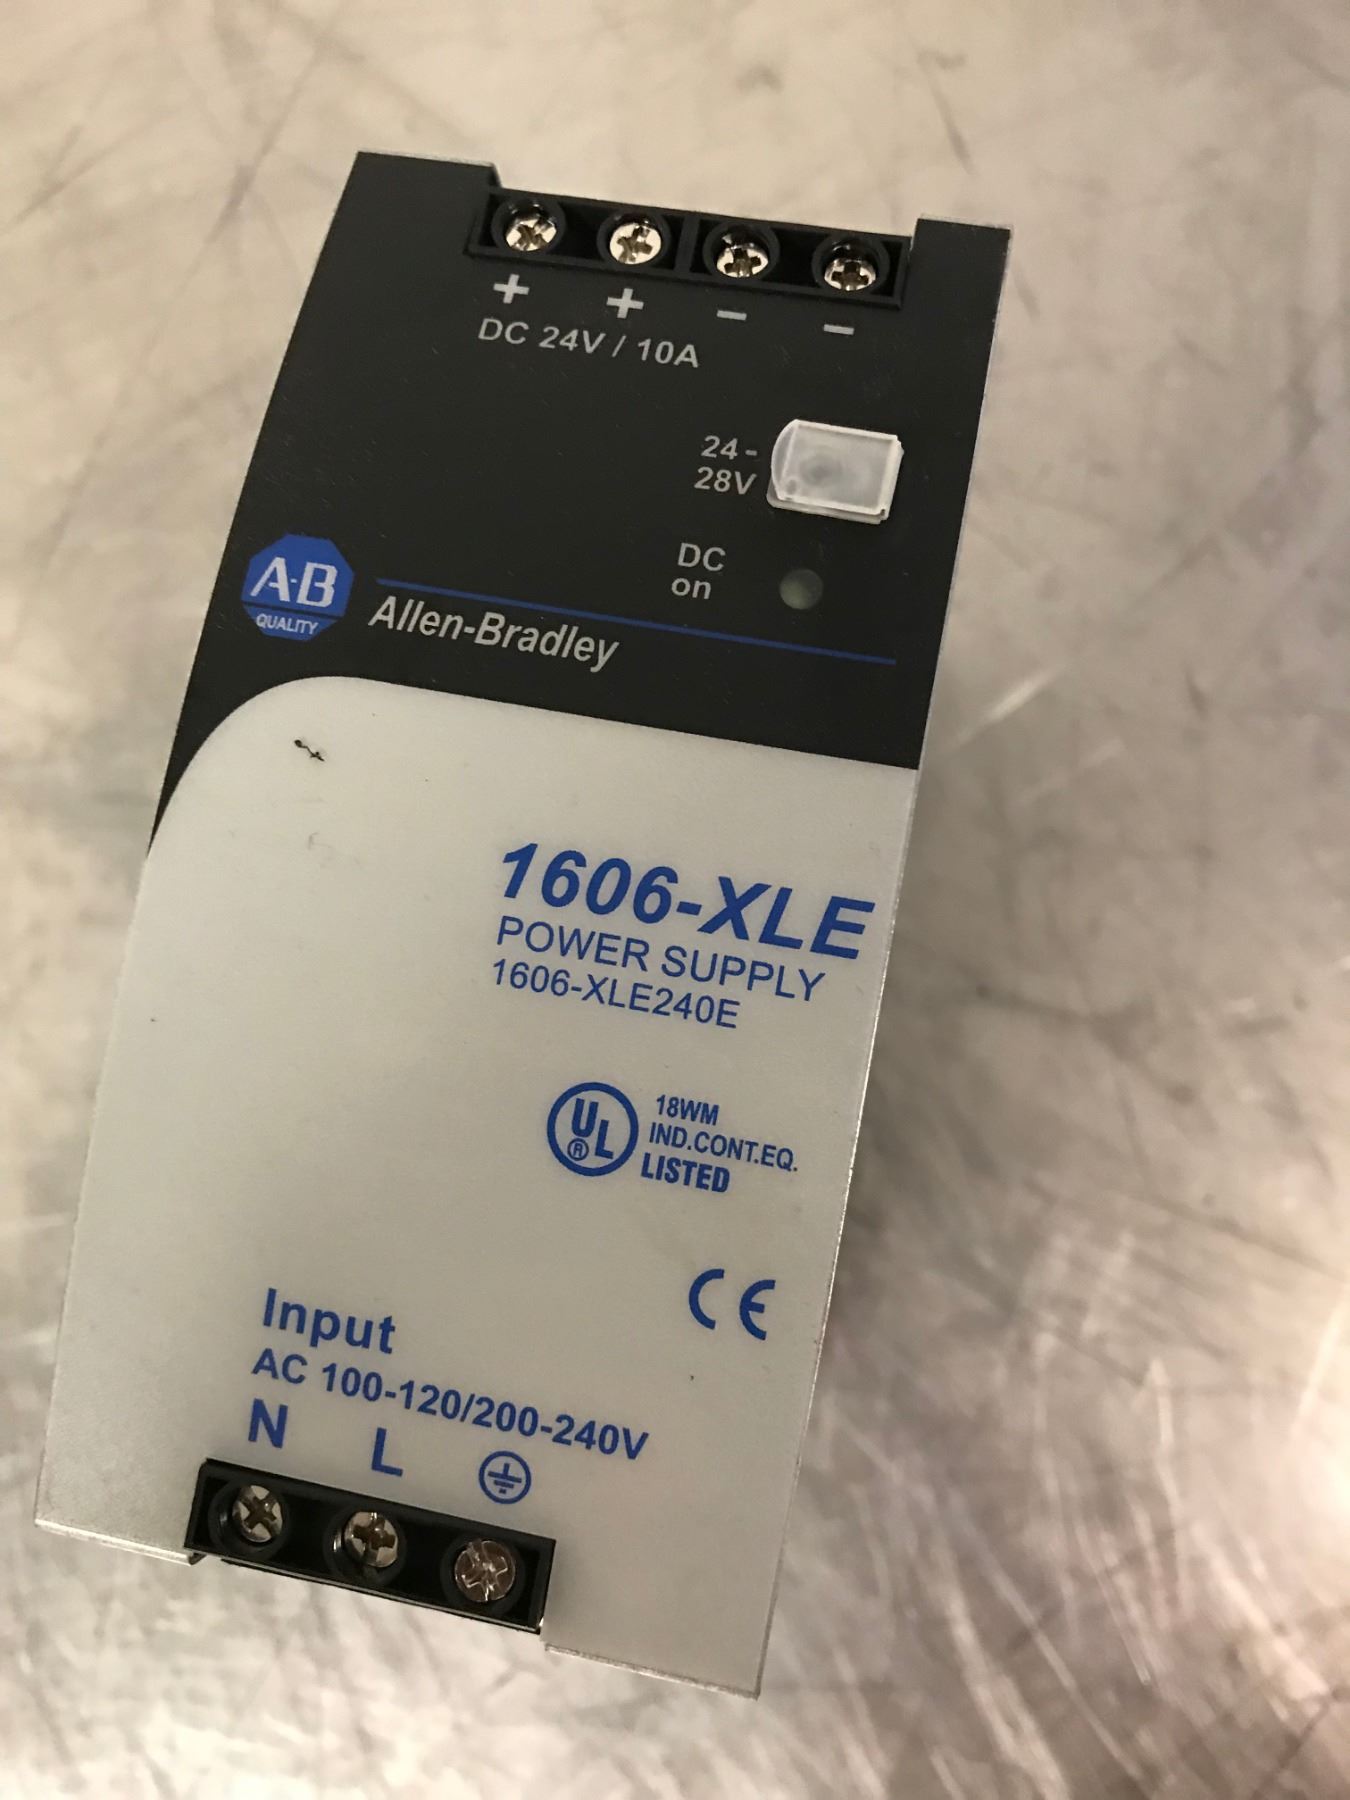 + + - -
DC 24V / 10A
24-
28V
DC
on
A-B
QUALITY
Allen-Bradley
1606-XLE
POWER SUPPLY
1606-XLE240E
UL
®
18WM
IND.CONT.EQ.
LISTED
CE
Input
AC 100-120/200-240V
N L